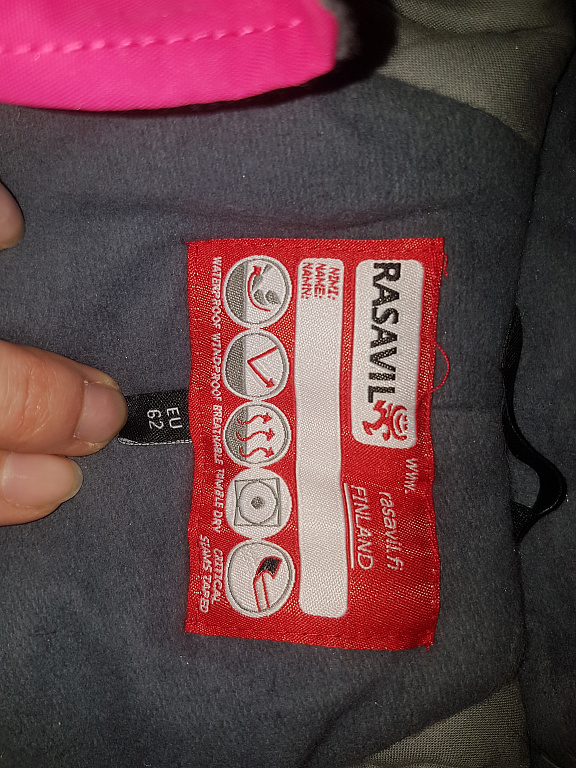 RASAVIL
www.
rasavil.fi
FINLAND
NIMI:
NAME:
NAMN:
WATERPROOF WINDPROOF BREATHABLE TUMBLE DRY CRITICAL
SEAMS TAPED
EU
62